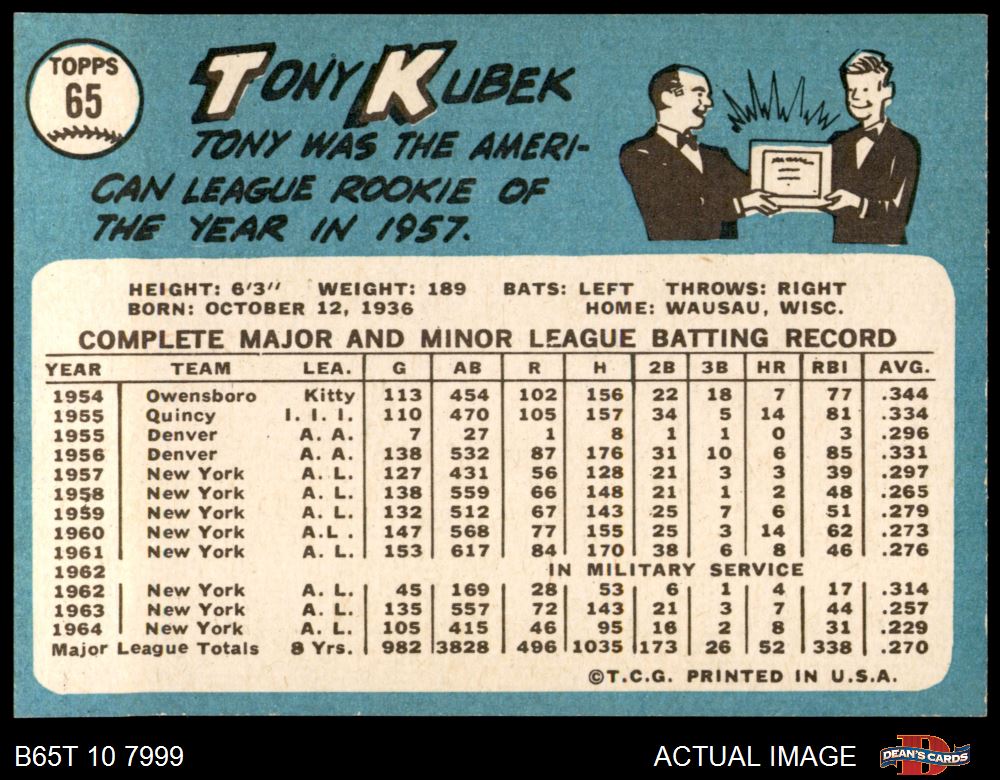 TOPPS
65
TONY KUBEK
TONY WAS THE AMERI-
CAN LEAGUE ROOKIE OF
THE YEAR IN 1957.
HEIGHT: 6'3" WEIGHT: 189 BATS: LEFT THROWS: RIGHT
BORN: OCTOBER 12, 1936 HOME: WAUSAU, WISC.
COMPLETE MAJOR AND MINOR LEAGUE BATTING RECORD
YEAR TEAM LEA. G AB R H 2B 3B HR RBI AVG.
1954 Owensboro Kitty 113 454 102 156 22 18 7 77 .344
1955 Quincy I. I. I. 110 470 105 157 34 5 14 81 .334
1955 Denver A. A. 7 27 1 8 1 1 0 3 .296
1956 Denver A. A. 138 532 87 176 31 10 6 85 .331
1957 New York A. L. 127 431 56 128 21 3 3 39 .297
1958 New York A. L. 138 559 66 148 21 1 2 48 .265
1959 New York A. L. 132 512 67 143 25 7 6 51 .279
1960 New York A.L. 147 568 77 155 25 3 14 62 .273
1961 New York A. L. 153 617 84 170 38 6 8 46 .276
1962 IN MILITARY SERVICE
1962 New York A. L. 45 169 28 53 6 1 4 17 .314
1963 New York A. L. 135 557 72 143 21 3 7 44 .257
1964 New York A. L. 105 415 46 95 16 2 8 31 .229
Major League Totals 8 Yrs. 982 3828 496 1035 173 26 52 338 .270
©T.C.G. PRINTED IN U.S.A.
B65T 10 7999 ACTUAL IMAGE DEAN'S CARDS